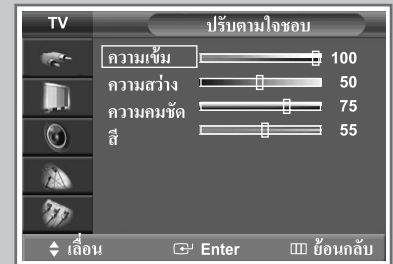 TV ปรับตามใจชอบ
ความเข้ม 100
ความสว่าง 50
ความคมชัด 75
สี 55
เลื่อน Enter ย้อนกลับ